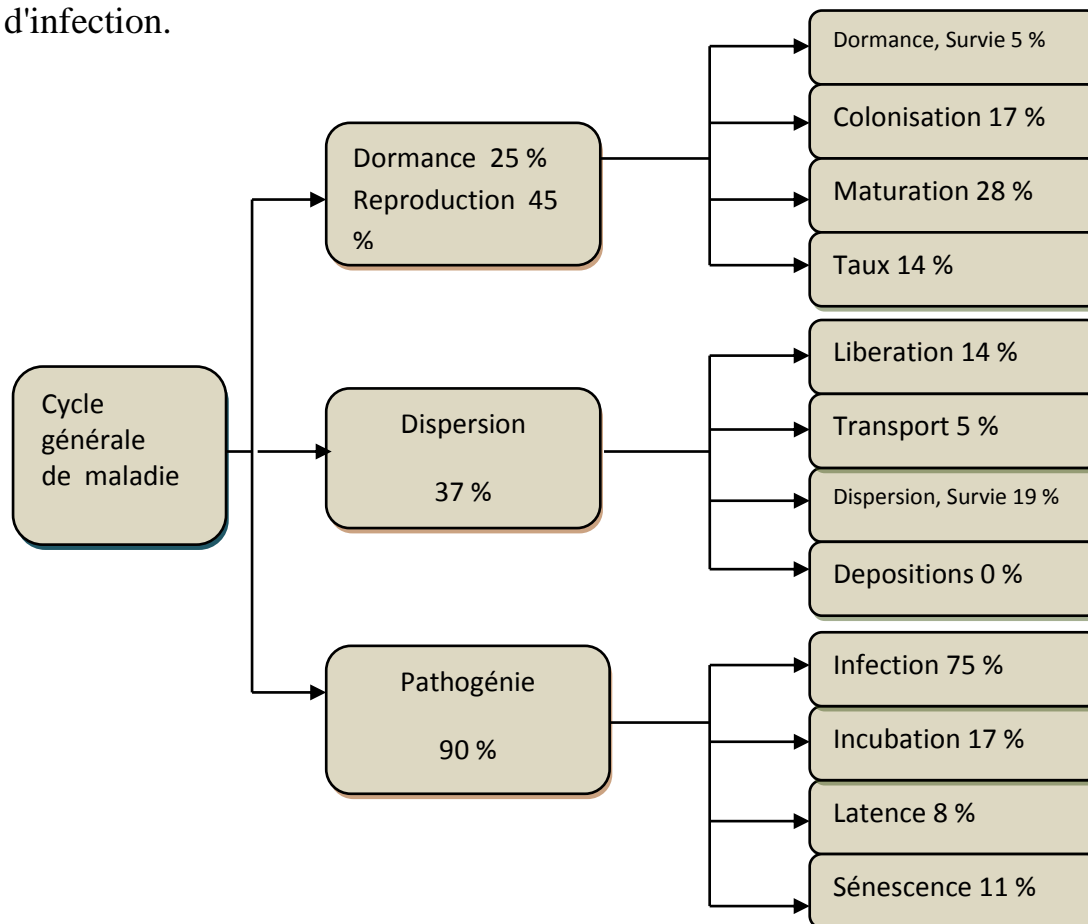 d'infection.
Dormance, Survie 5 %
Colonisation 17 %
Maturation 28 %
Taux 14 %
Dormance 25 %
Reproduction 45
%
Liberation 14 %
Transport 5 %
Dispersion, Survie 19 %
Depositions 0 %
Cycle
générale
de maladie
Dispersion
37 %
Infection 75 %
Incubation 17 %
Latence 8 %
Sénescence 11 %
Pathogénie
90 %